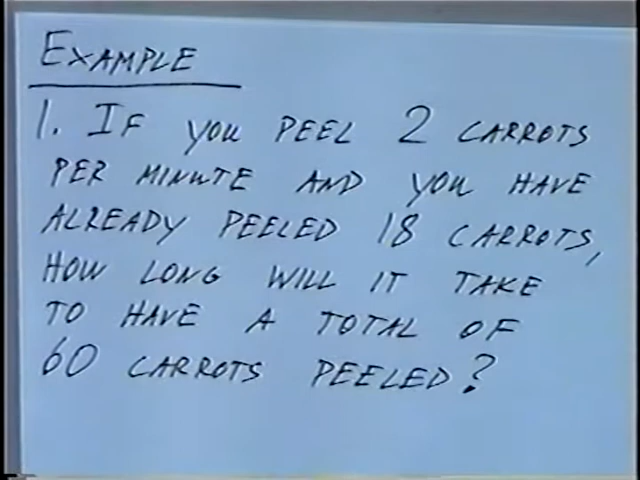 EXAMPLE
1. IF YOU PEEL 2 CARROTS
PER MINUTE AND YOU HAVE
ALREADY PEELED 18 CARROTS,
HOW LONG WILL IT TAKE
TO HAVE A TOTAL OF
60 CARROTS PEELED?